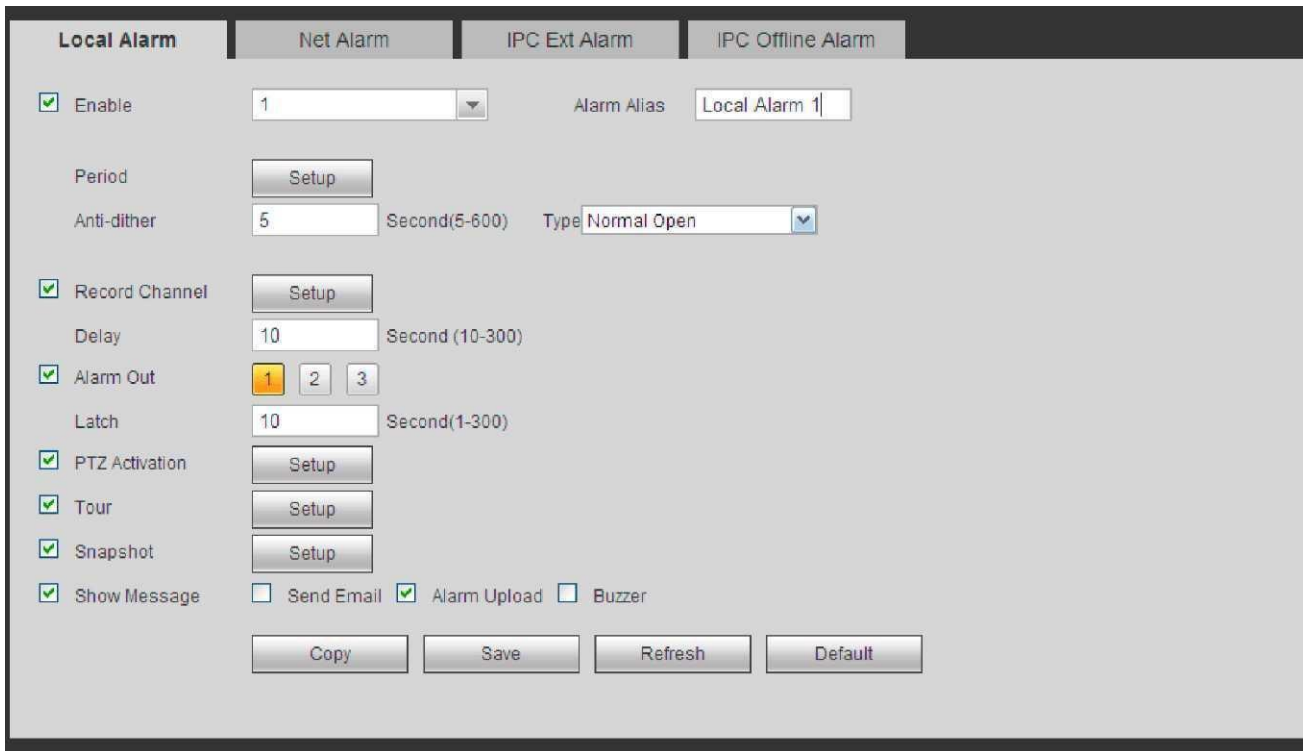 Local Alarm Net Alarm IPC Ext Alarm IPC Offline Alarm
Enable 1 Alarm Alias Local Alarm 1
Period Setup
Anti-dither 5 Second(5-600) Type Normal Open
Record Channel Setup
Delay 10 Second (10-300)
Alarm Out 1 2 3
Latch 10 Second(1-300)
PTZ Activation Setup
Tour Setup
Snapshot Setup
Show Message Send Email Alarm Upload Buzzer
Copy Save Refresh Default